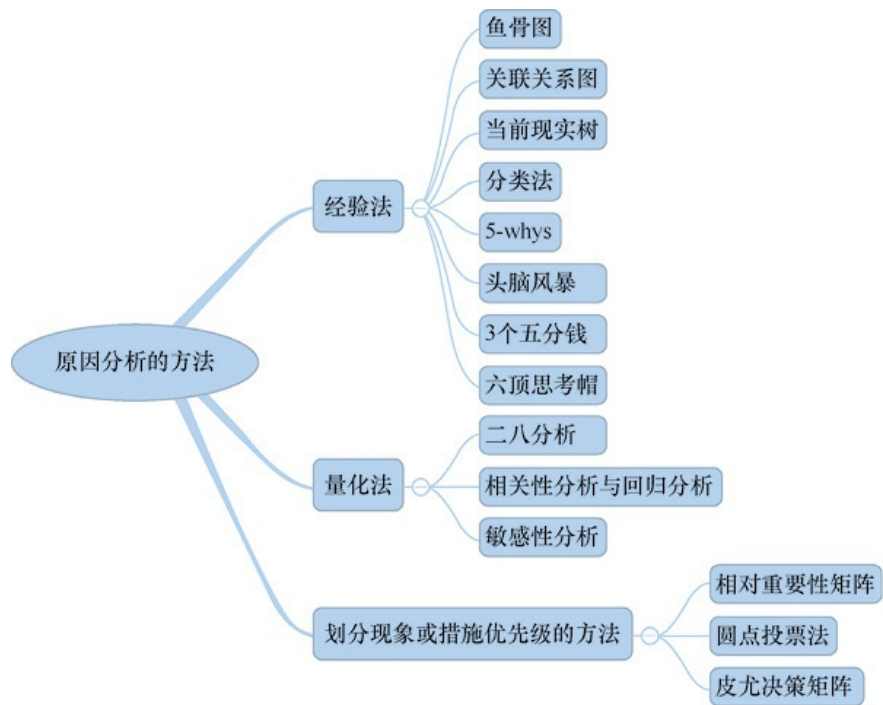 原因分析的方法
经验法
鱼骨图
关联关系图
当前现实树
分类法
5-whys
头脑风暴
3个五分钱
六顶思考帽
量化法
二八分析
相关性分析与回归分析
敏感性分析
划分现象或措施优先级的方法
相对重要性矩阵
圆点投票法
皮尤决策矩阵